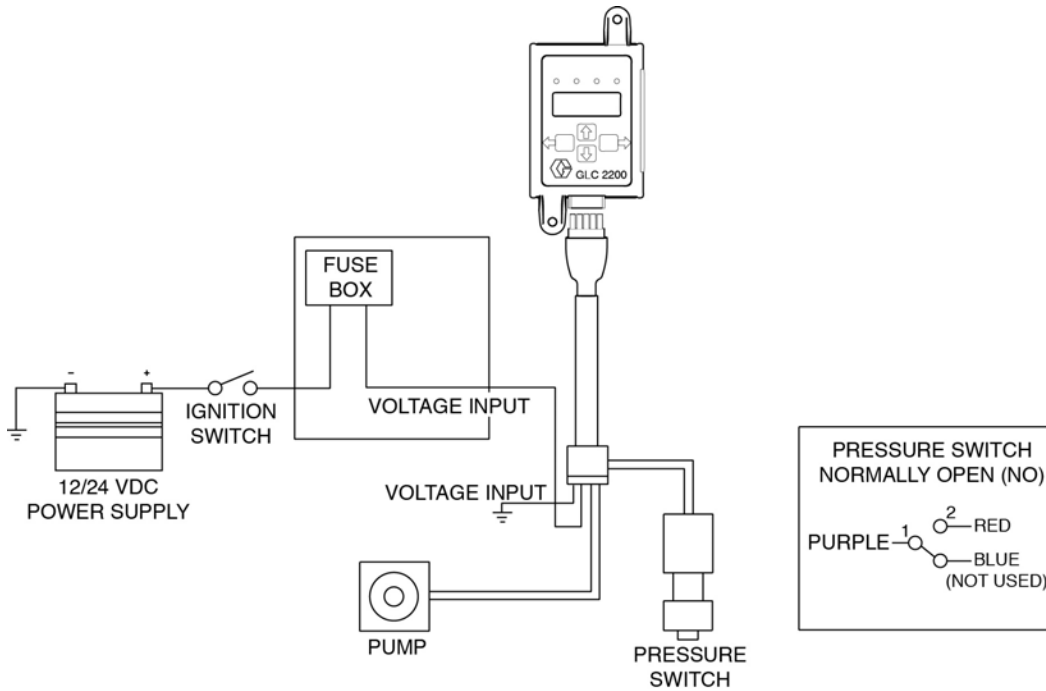 GLC 2200
FUSE
BOX
- +
IGNITION
SWITCH
VOLTAGE INPUT
12/24 VDC
POWER SUPPLY
VOLTAGE INPUT
PUMP
PRESSURE
SWITCH
PRESSURE SWITCH
NORMALLY OPEN (NO)
2
RED
PURPLE 1
BLUE
(NOT USED)